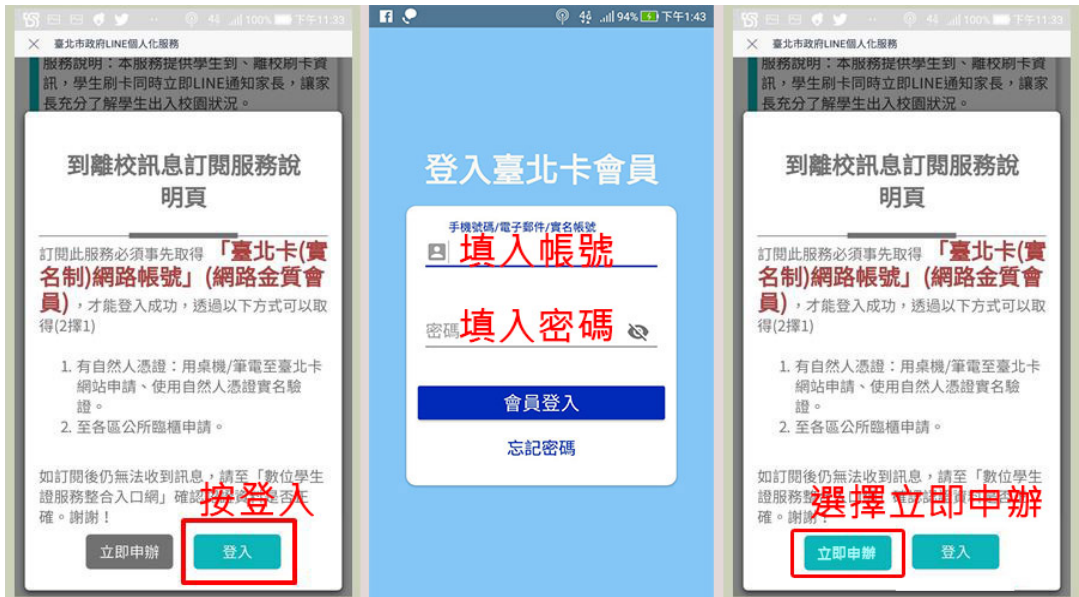 100% 下午11:33
臺北市政府LINE個人化服務
服務說明：本服務提供學生到、離校刷卡資
訊，學生刷卡同時立即LINE通知家長，讓家
長充分了解學生出入校園狀況。
到離校訊息訂閱服務說
明頁
訂閱此服務必須事先取得「臺北卡(實
名制)網路帳號」(網路金質會
員)，才能登入成功，透過以下方式可以取
得(2擇1)
1. 有自然人憑證：用桌機/筆電至臺北卡
網站申請、使用自然人憑證實名驗
證。
2. 至各區公所臨櫃申請。
如訂閱後仍無法收到訊息，請至「數位學生
證服務整合入口網」確認
是否正
確。謝謝！
按登入
立即申辦
登入
94% 下午1:43
登入臺北卡會員
手機號碼/電子郵件/實名帳號
填入帳號
密碼
填入密碼
會員登入
忘記密碼
100% 下午11:33
臺北市政府LINE個人化服務
服務說明：本服務提供學生到、離校刷卡資
訊，學生刷卡同時立即LINE通知家長，讓家
長充分了解學生出入校園狀況。
到離校訊息訂閱服務說
明頁
訂閱此服務必須事先取得「臺北卡(實
名制)網路帳號」(網路金質會
員)，才能登入成功，透過以下方式可以取
得(2擇1)
1. 有自然人憑證：用桌機/筆電至臺北卡
網站申請、使用自然人憑證實名驗
證。
2. 至各區公所臨櫃申請。
如訂閱後仍無法收到訊息，請至「數位學生
證服務整
確。謝謝！
選擇立即申辦
立即申辦
登入